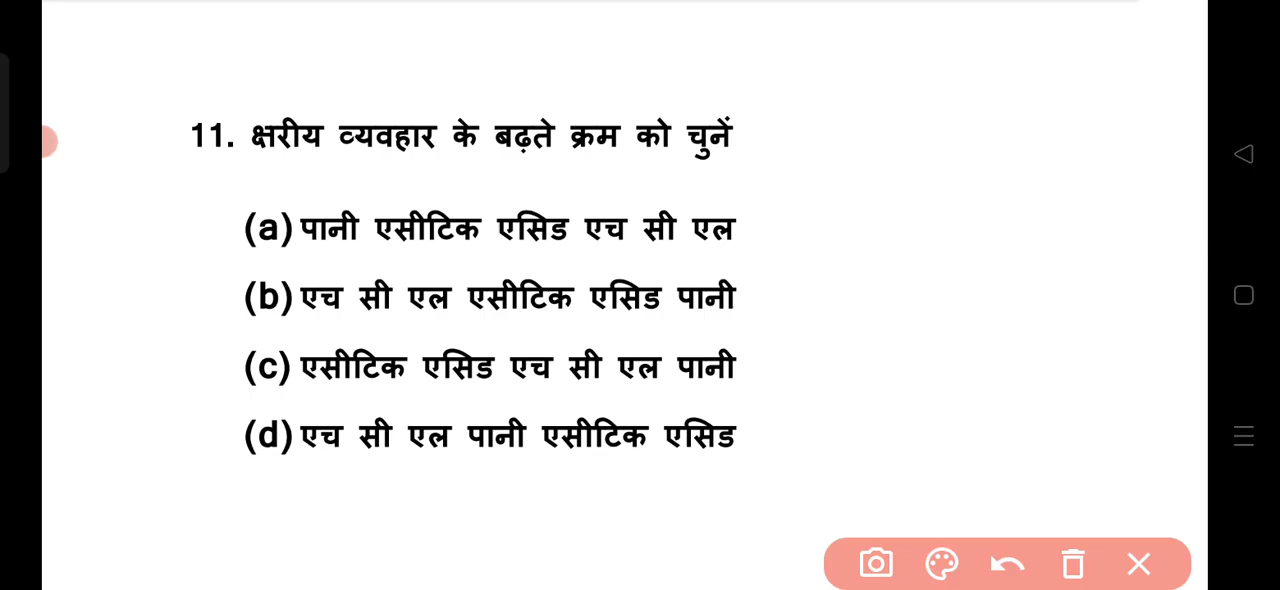 11. क्षरीय व्यवहार के बढ़ते क्रम को चुनें
(a) पानी एसीटिक एसिड एच सी एल
(b) एच सी एल एसीटिक एसिड पानी
(c) एसीटिक एसिड एच सी एल पानी
(d) एच सी एल पानी एसीटिक एसिड